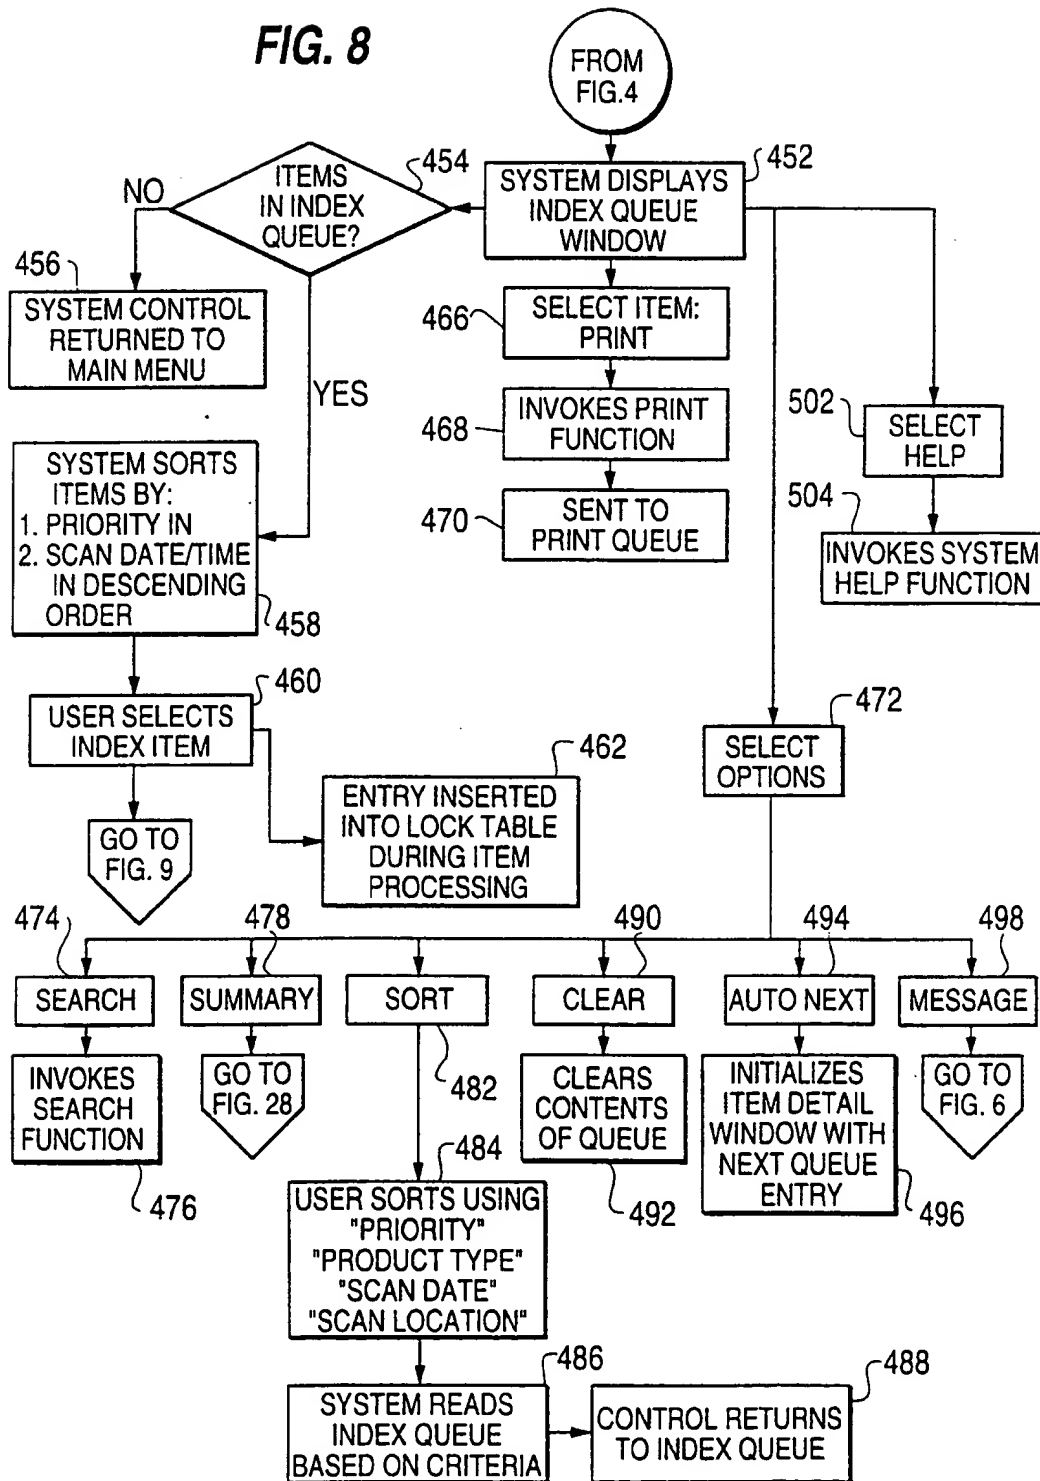 FIG. 8
FROM
FIG.4
452
SYSTEM DISPLAYS
INDEX QUEUE
WINDOW
454
ITEMS
IN INDEX
QUEUE?
NO
YES
456
SYSTEM CONTROL
RETURNED TO
MAIN MENU
466
SELECT ITEM:
PRINT
468
INVOKES PRINT
FUNCTION
470
SENT TO
PRINT QUEUE
502
SELECT
HELP
504
INVOKES SYSTEM
HELP FUNCTION
SYSTEM SORTS
ITEMS BY:
1. PRIORITY IN
2. SCAN DATE/TIME
IN DESCENDING
ORDER
458
460
USER SELECTS
INDEX ITEM
GO TO
FIG. 9
462
ENTRY INSERTED
INTO LOCK TABLE
DURING ITEM
PROCESSING
472
SELECT
OPTIONS
474
SEARCH
INVOKES
SEARCH
FUNCTION
476
478
SUMMARY
GO TO
FIG. 28
SORT
482
484
USER SORTS USING
"PRIORITY"
"PRODUCT TYPE"
"SCAN DATE"
"SCAN LOCATION"
486
SYSTEM READS
INDEX QUEUE
BASED ON CRITERIA
488
CONTROL RETURNS
TO INDEX QUEUE
490
CLEAR
CLEARS
CONTENTS
OF QUEUE
492
494
AUTO NEXT
INITIALIZES
ITEM DETAIL
WINDOW WITH
NEXT QUEUE
ENTRY
496
498
MESSAGE
GO TO
FIG. 6